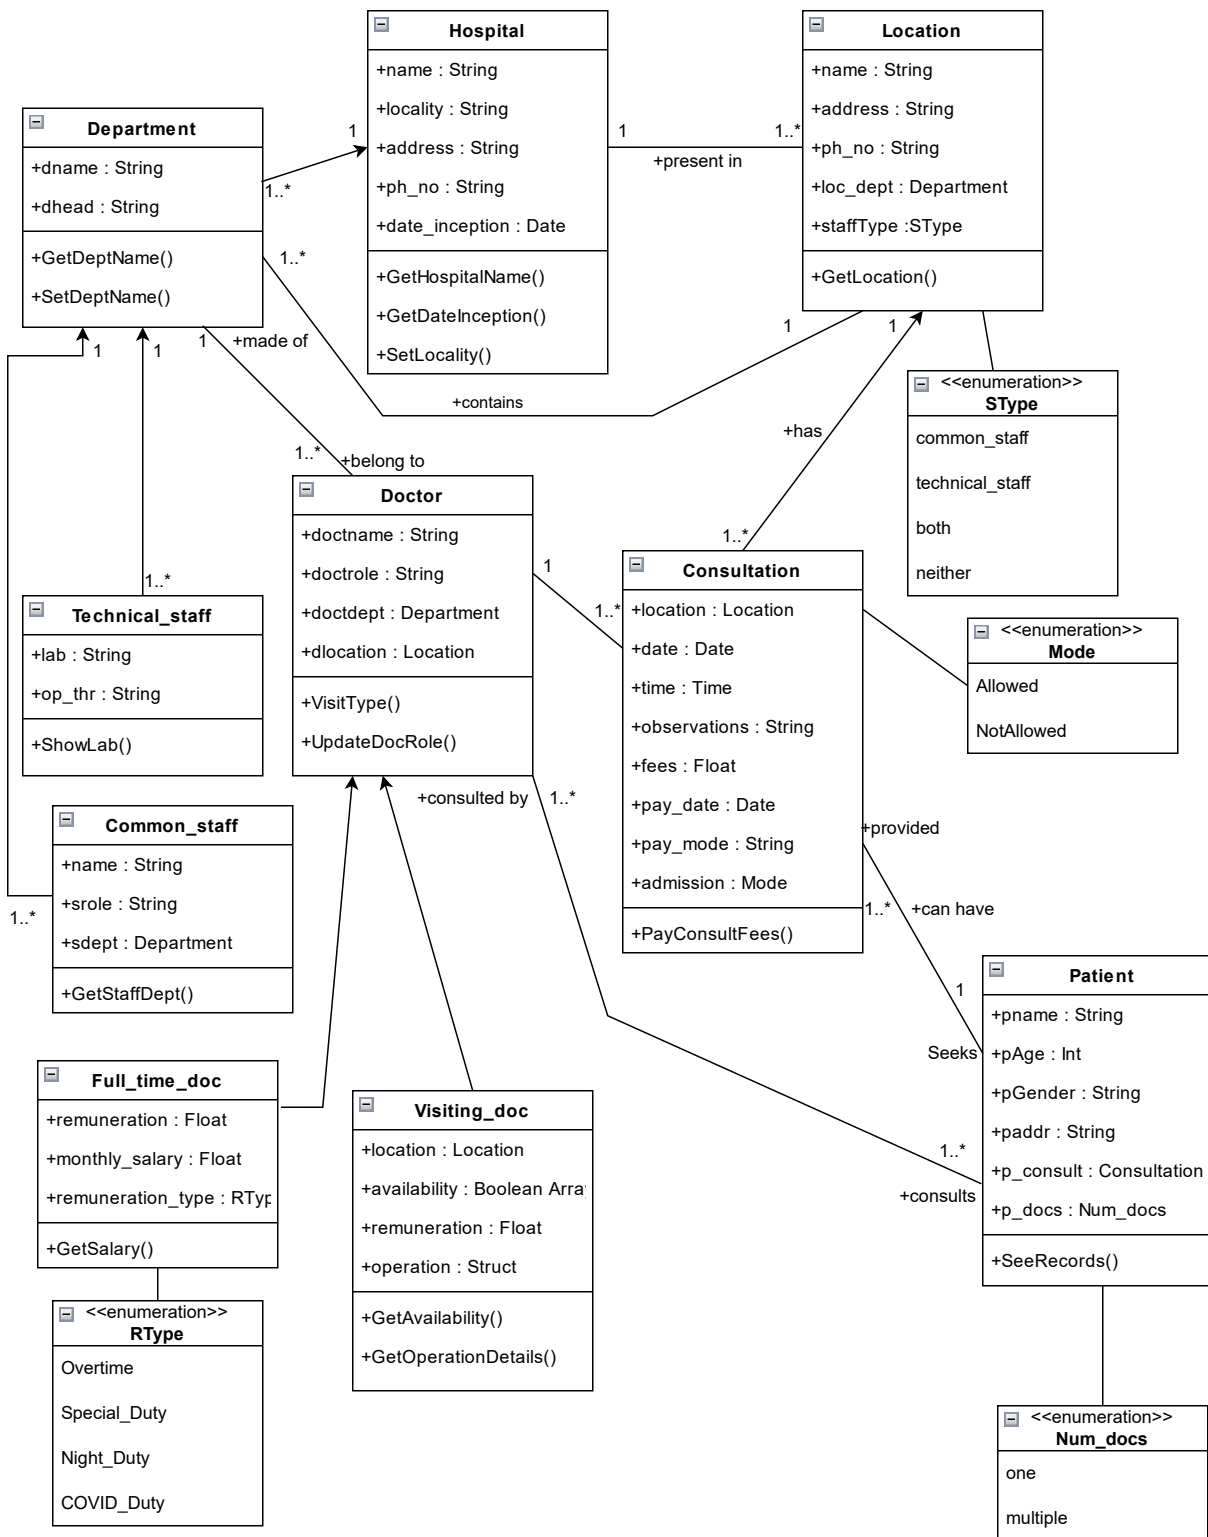 Hospital
+name : String
+locality : String
+address : String
+ph_no : String
+date_inception : Date
+GetHospitalName()
+GetDateInception()
+SetLocality()
Location
+name : String
+address : String
+ph_no : String
+loc_dept : Department
+staffType :SType
+GetLocation()
Department
+dname : String
+dhead : String
+GetDeptName()
+SetDeptName()
1
1..*
1
1..*
+present in
1..*
1
+contains
1
1
1
+made of
1..*
+belong to
1
+has
1..*
<<enumeration>>
SType
common_staff
technical_staff
both
neither
Doctor
+doctname : String
+doctrole : String
+doctdept : Department
+dlocation : Location
+VisitType()
+UpdateDocRole()
1
1..*
Consultation
+location : Location
+date : Date
+time : Time
+observations : String
+fees : Float
+pay_date : Date
+pay_mode : String
+admission : Mode
+PayConsultFees()
<<enumeration>>
Mode
Allowed
NotAllowed
1..*
Technical_staff
+lab : String
+op_thr : String
+ShowLab()
Common_staff
+name : String
+srole : String
+sdept : Department
+GetStaffDept()
1..*
+consulted by
1..*
+provided
1..*
+can have
1
Seeks
1..*
+consults
Patient
+pname : String
+pAge : Int
+pGender : String
+paddr : String
+p_consult : Consultation
+p_docs : Num_docs
+SeeRecords()
Full_time_doc
+remuneration : Float
+monthly_salary : Float
+remuneration_type : RTyp
+GetSalary()
Visiting_doc
+location : Location
+availability : Boolean Arra
+remuneration : Float
+operation : Struct
+GetAvailability()
+GetOperationDetails()
<<enumeration>>
RType
Overtime
Special_Duty
Night_Duty
COVID_Duty
<<enumeration>>
Num_docs
one
multiple